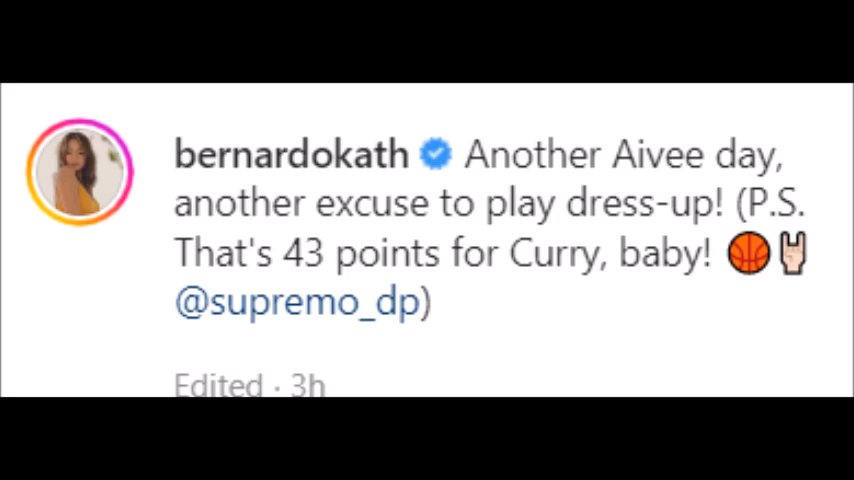 bernardokath Another Aivee day,
another excuse to play dress-up! (P.S.
That's 43 points for Curry, baby! 🏀🤘🏻
@supremo_dp)
Edited · 3h